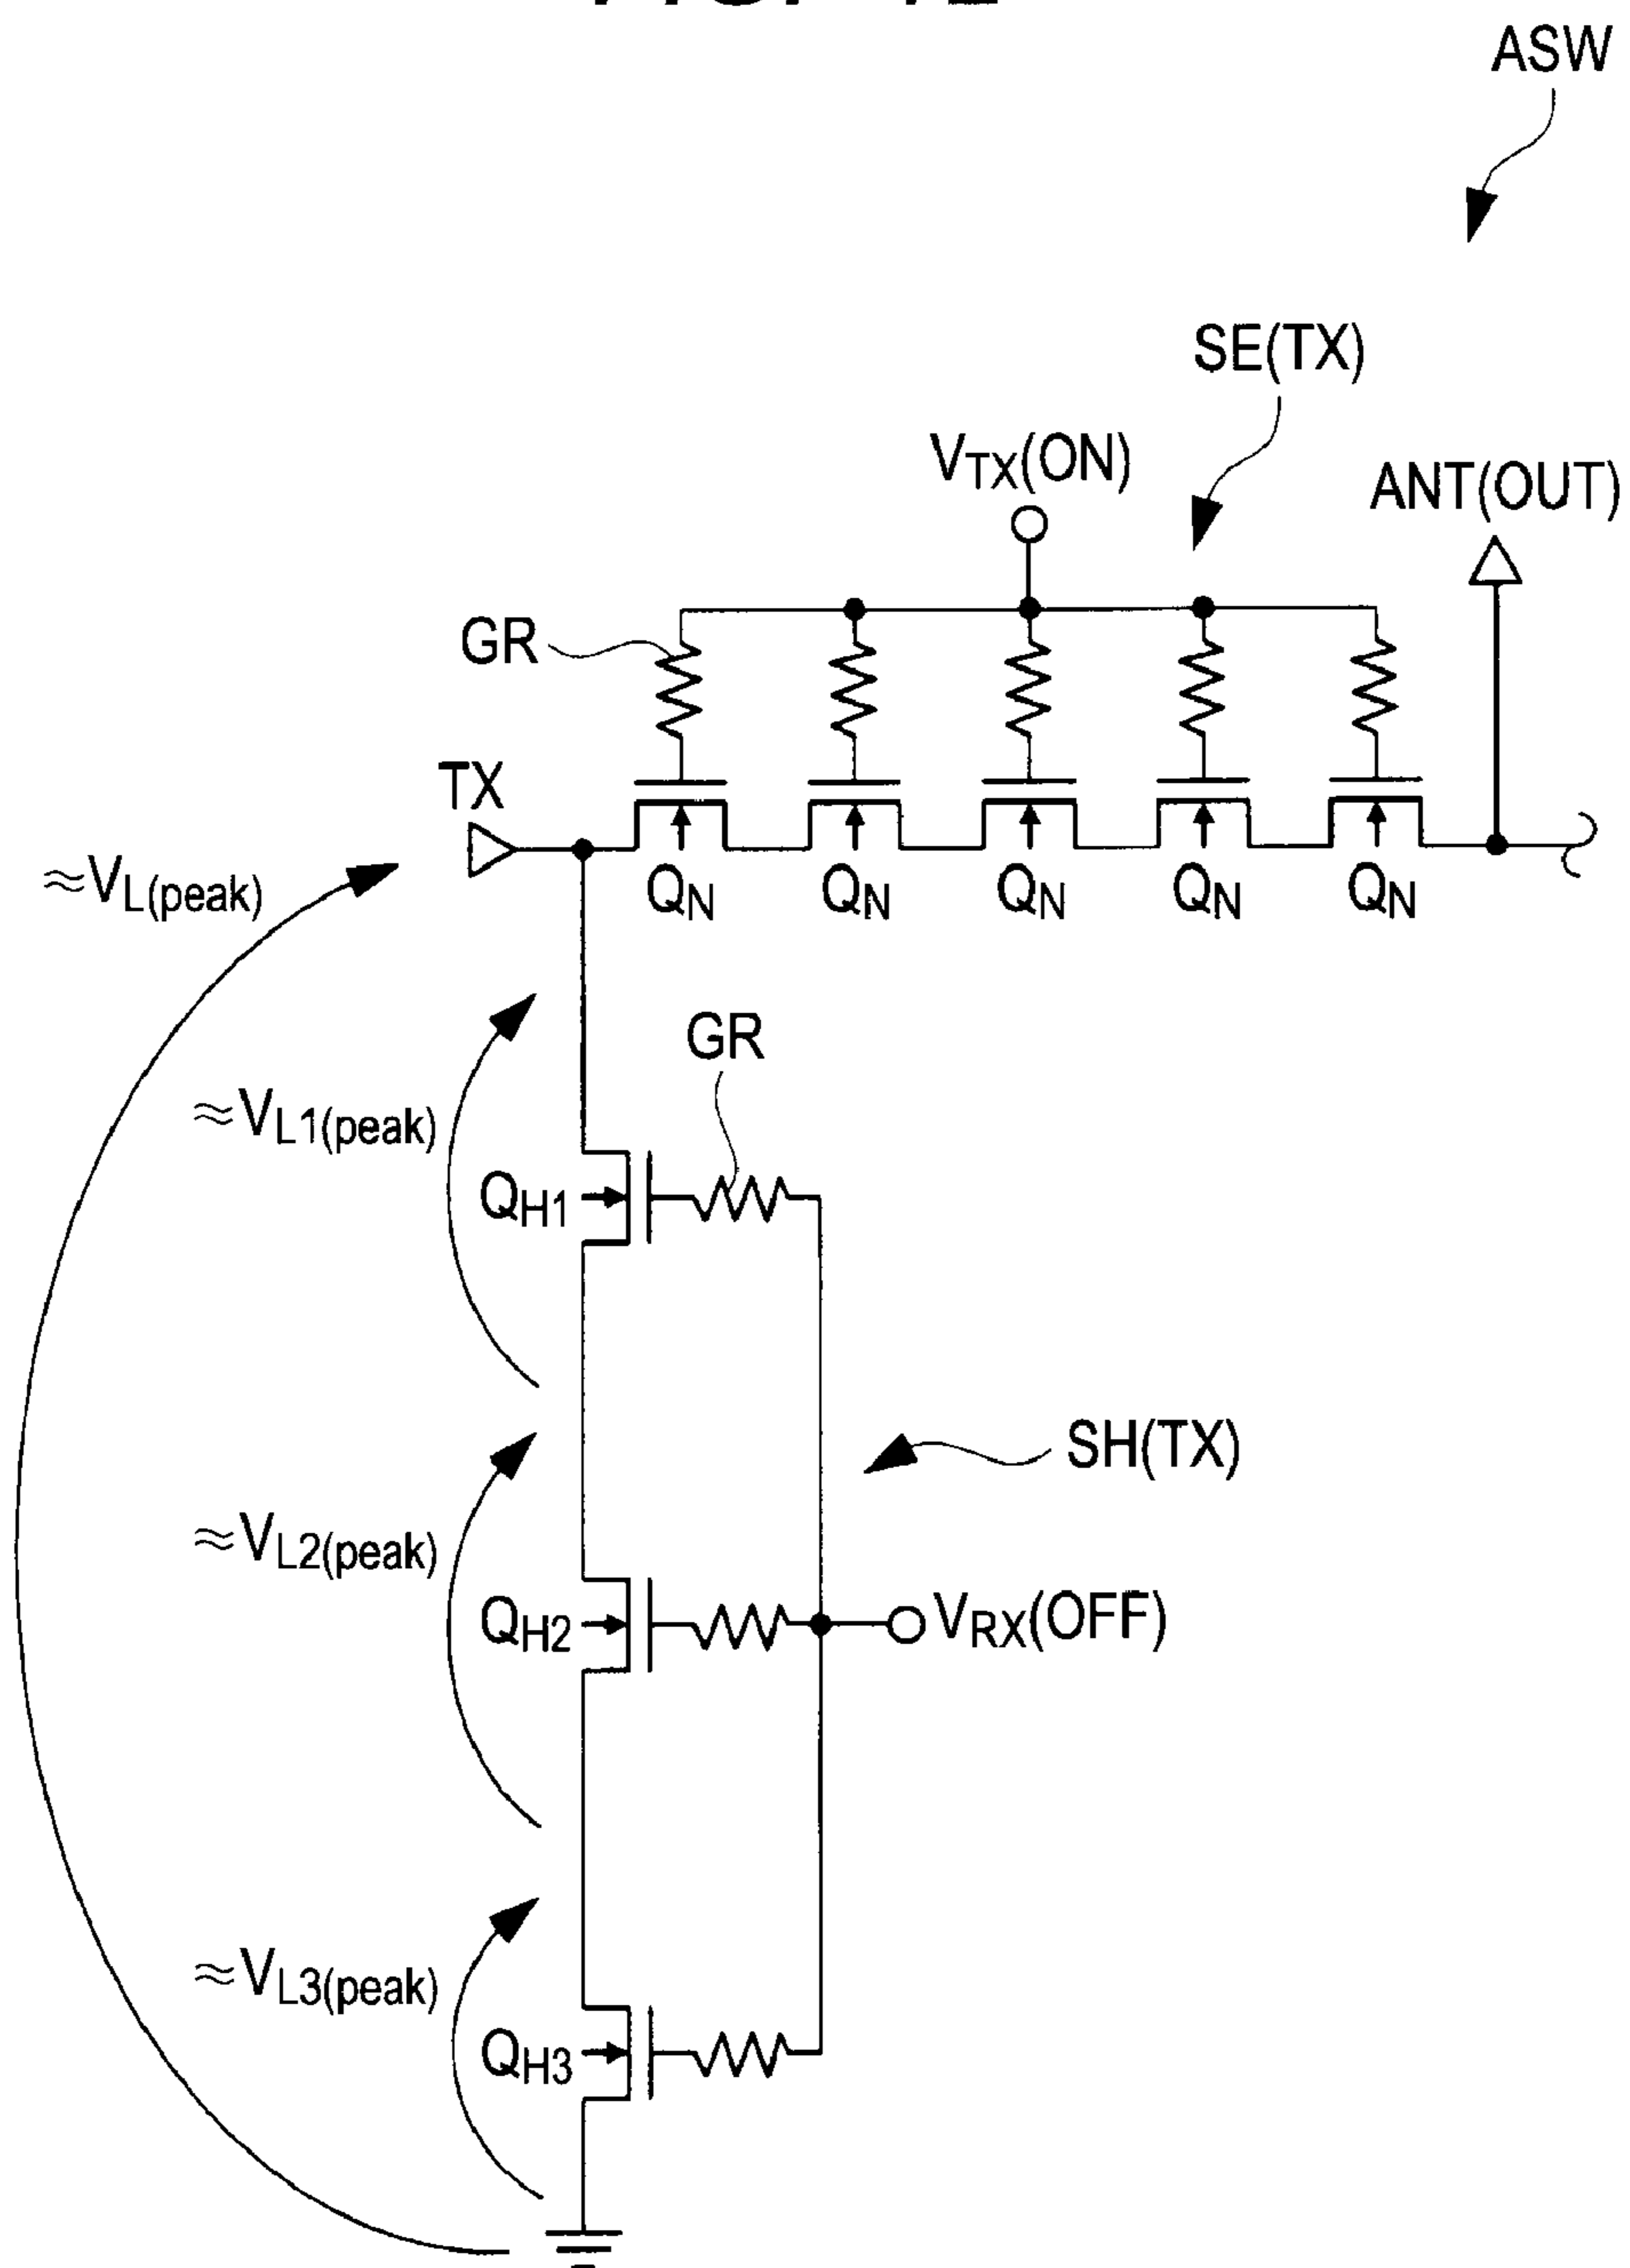 ASW
SE(TX)
VTX(ON)
ANT(OUT)
GR
TX
≈VL(peak)
QN QN QN QN QN
GR
≈VL1(peak)
QH1
SH(TX)
≈VL2(peak)
QH2
VRX(OFF)
≈VL3(peak)
QH3